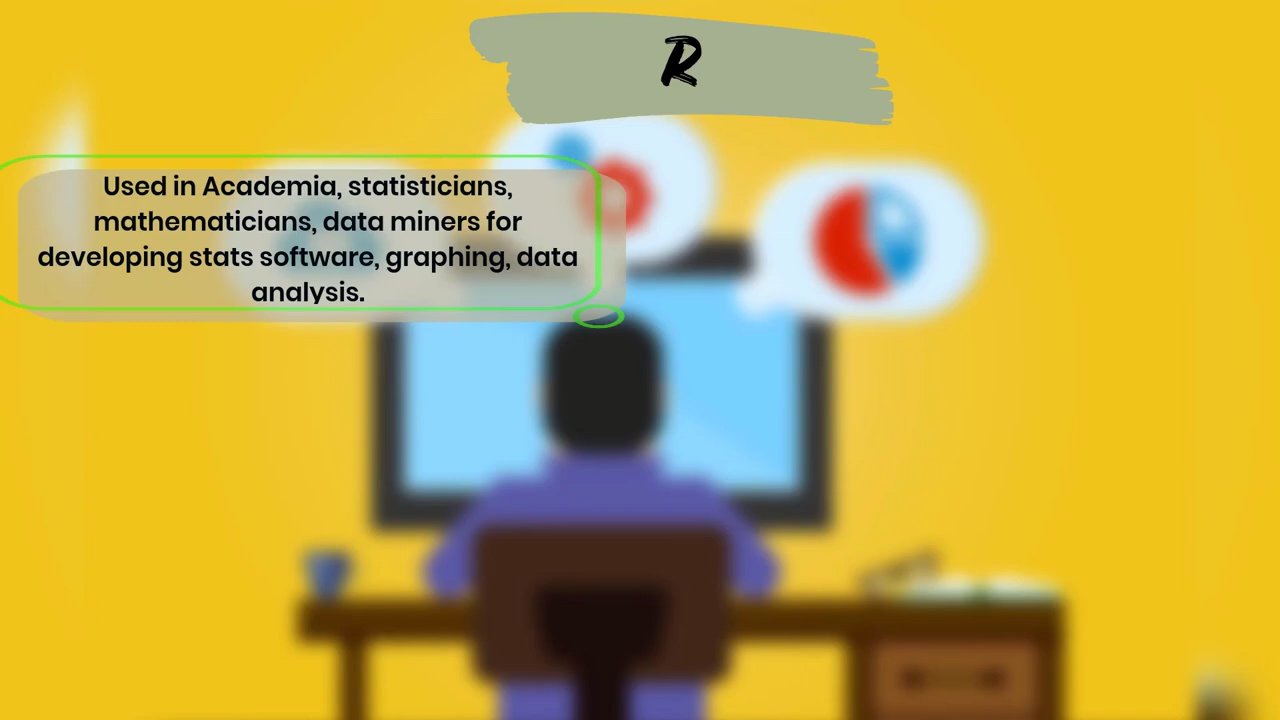 R
Used in Academia, statisticians,
mathematicians, data miners for
developing stats software, graphing, data
analysis.